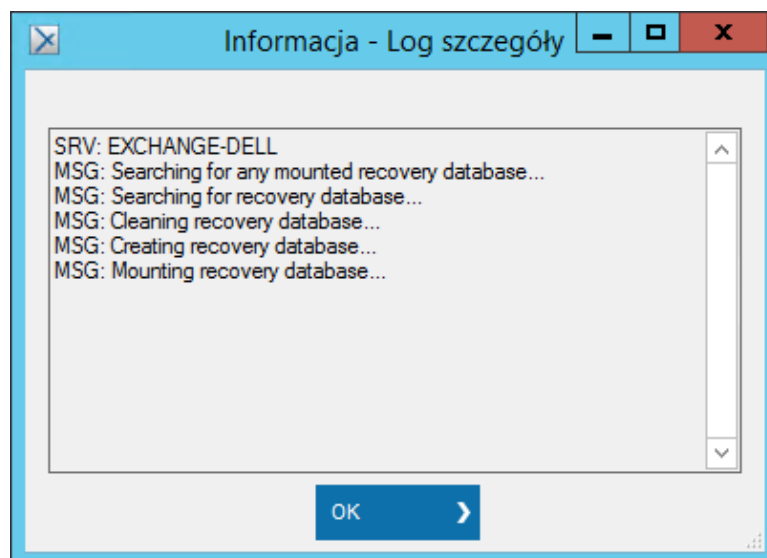 Informacja - Log szczegóły
SRV: EXCHANGE-DELL
MSG: Searching for any mounted recovery database...
MSG: Searching for recovery database...
MSG: Cleaning recovery database...
MSG: Creating recovery database...
MSG: Mounting recovery database...
OK